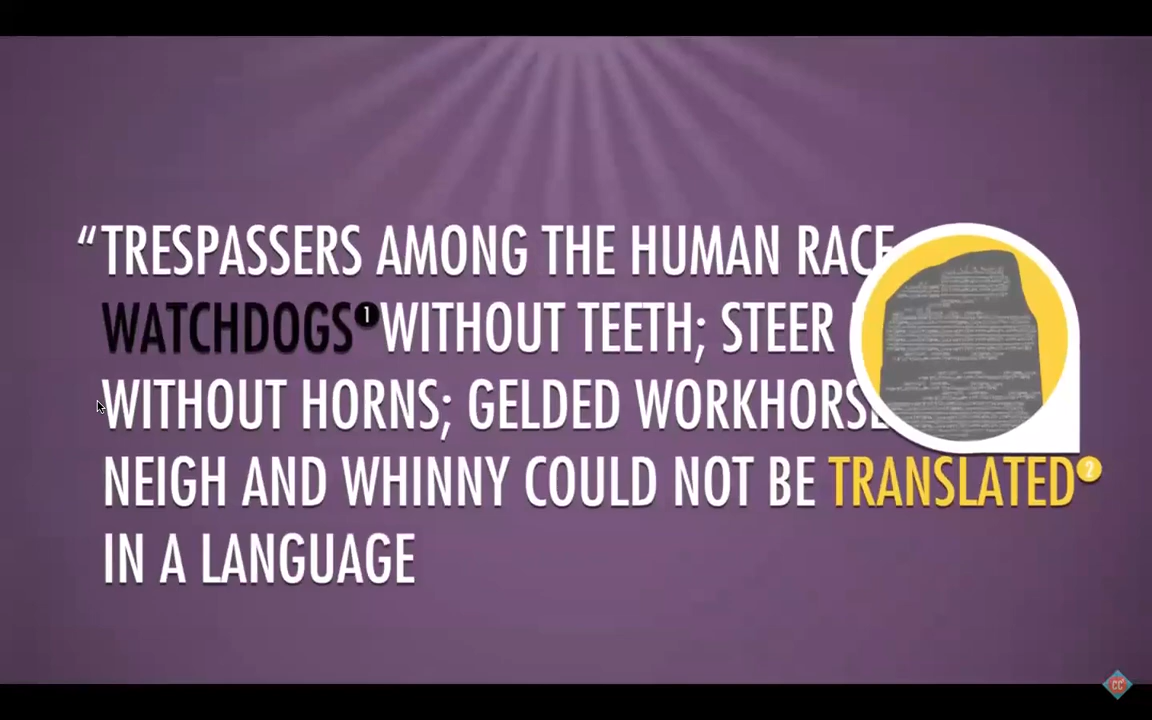 “TRESPASSERS AMONG THE HUMAN RACE
WATCHDOGS1 WITHOUT TEETH; STEER
WITHOUT HORNS; GELDED
NEIGH AND WHINNY COULD NOT BE TRANSLATED2
IN A LANGUAGE
CC